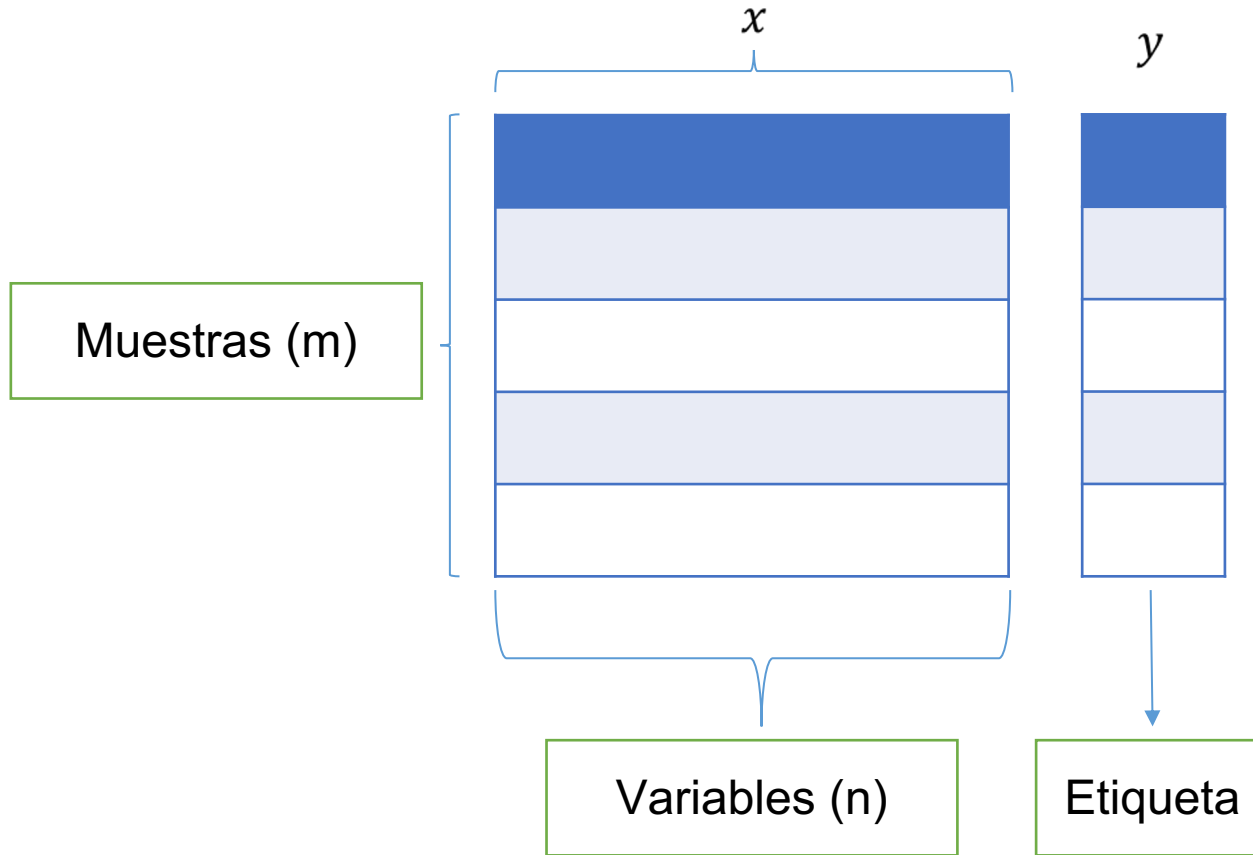 x
y
Muestras (m)
Variables (n)
Etiqueta